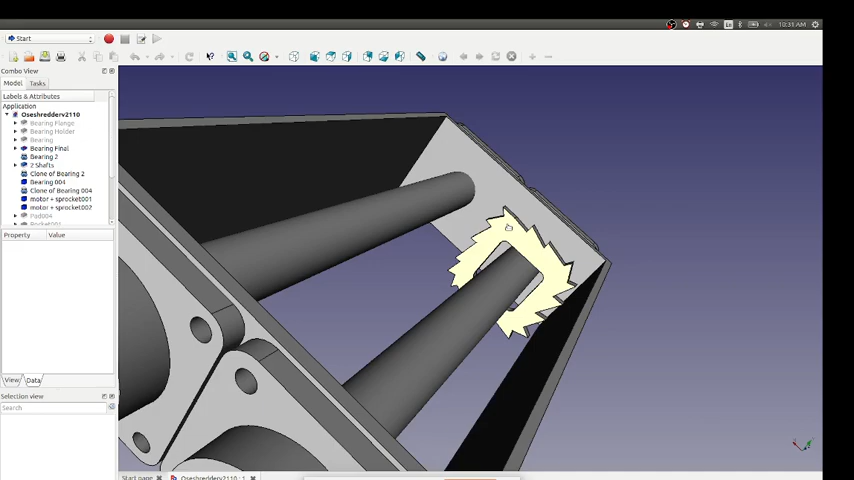 10:31 AM
Start
Combo View
Model Tasks
Labels & Attributes
Application
Oseshredderv2110
Bearing Flange
Bearing Holder
Bearing
Bearing Final
Bearing 2
2 Shafts
Clone of Bearing 2
Bearing 004
Clone of Bearing 004
motor + sprocket001
motor + sprocket002
Pad004
Property Value
View Data
Selection view
Search
Start page Oseshredderv2110 : 1